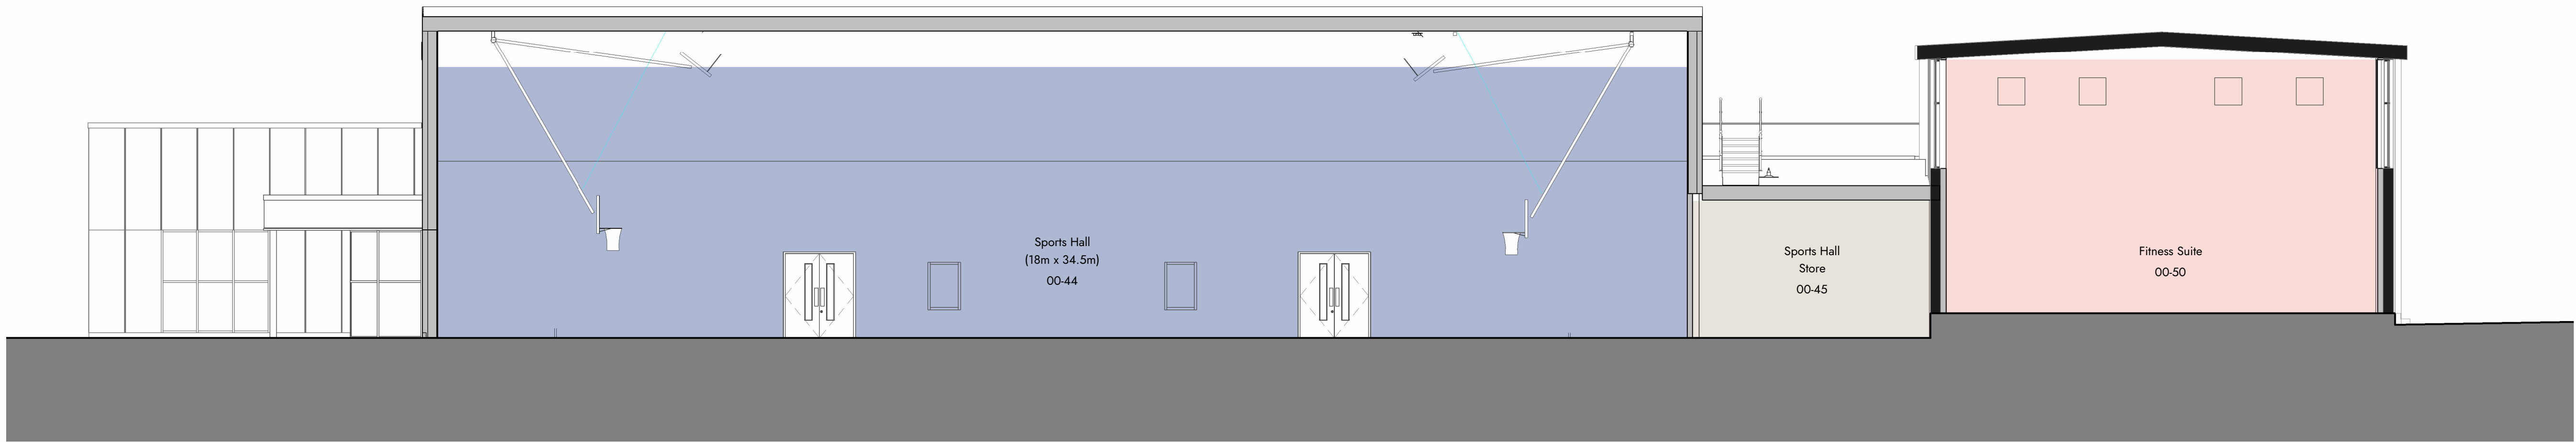 Sports Hall
(18m x 34.5m)
00-44
Sports Hall
Store
00-45
Fitness Suite
00-50